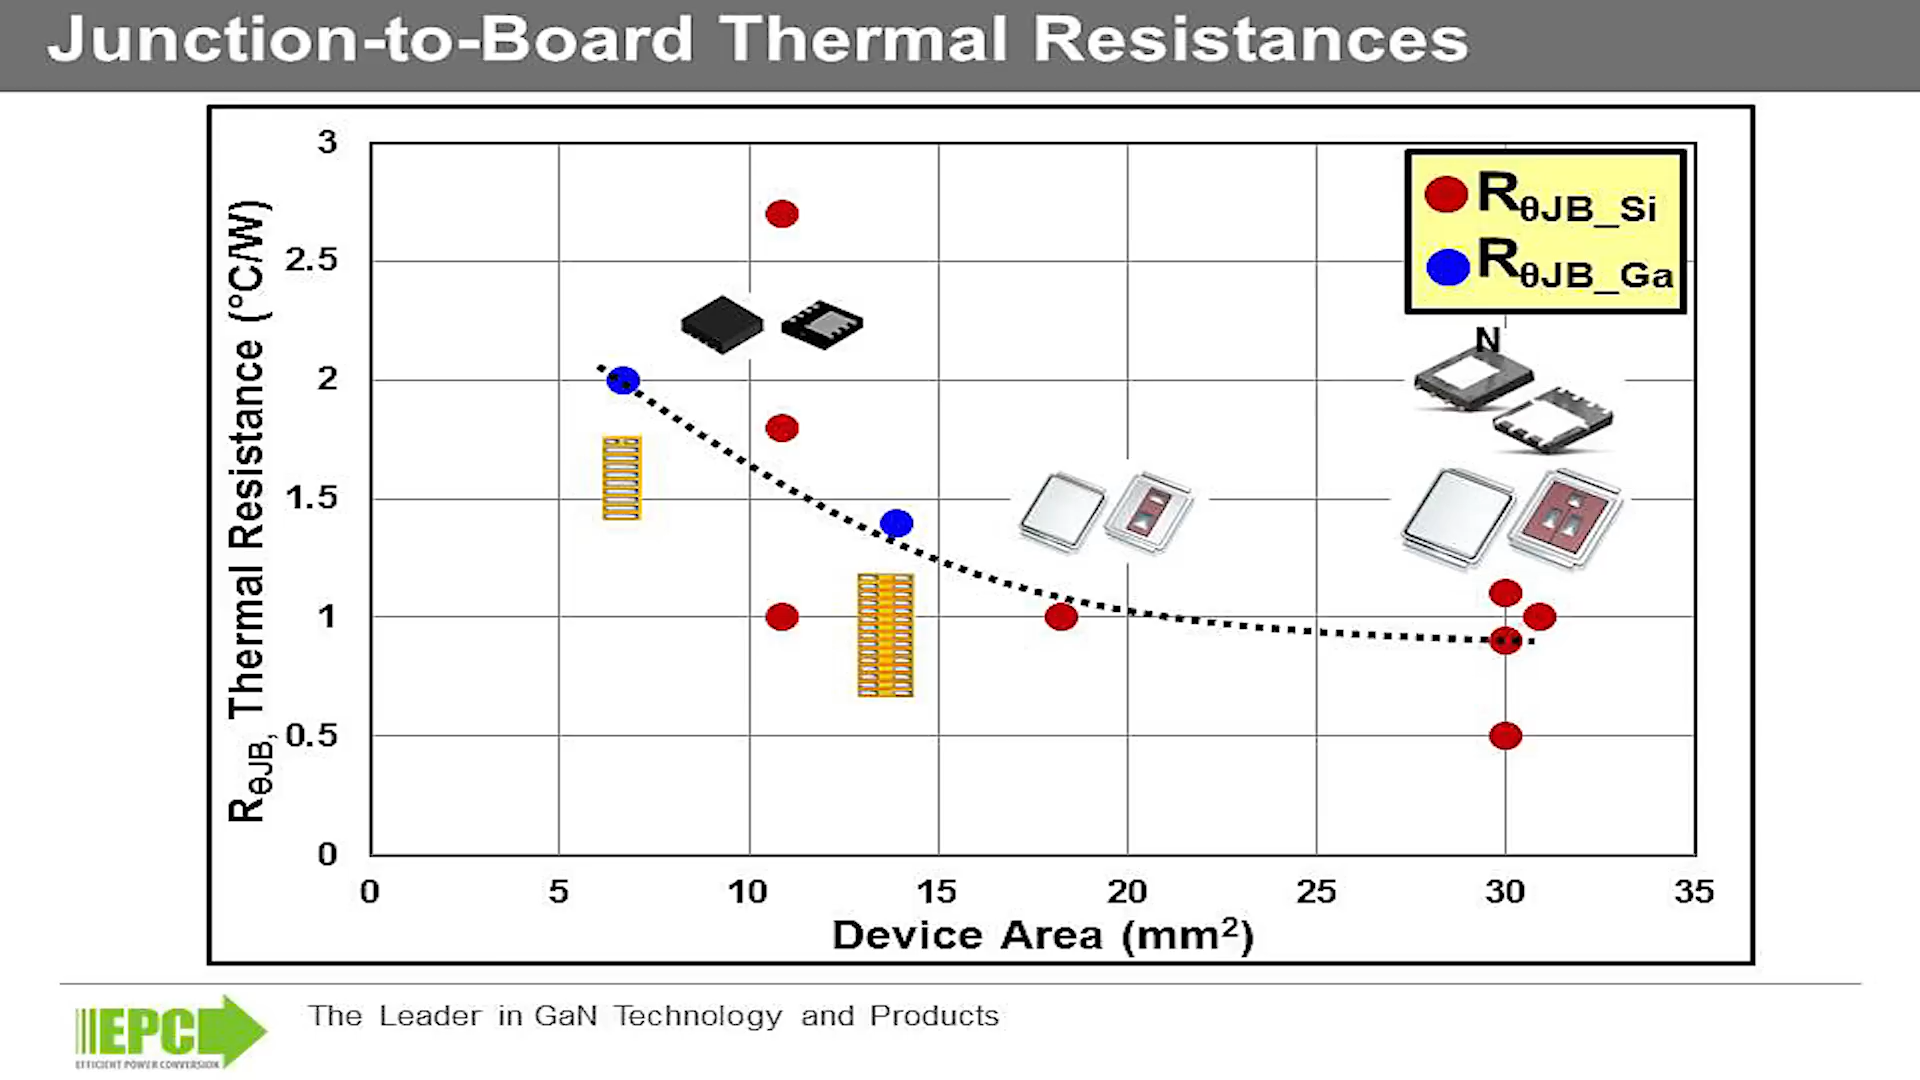 Junction-to-Board Thermal Resistances
RθJB, Thermal Resistance (°C/W)
3
2.5
2
1.5
1
0.5
0
RθJB_Si
RθJB_Ga
N
0 5 10 15 20 25 30 35
Device Area (mm²)
EPC
EFFICIENT POWER CONVERSION
The Leader in GaN Technology and Products